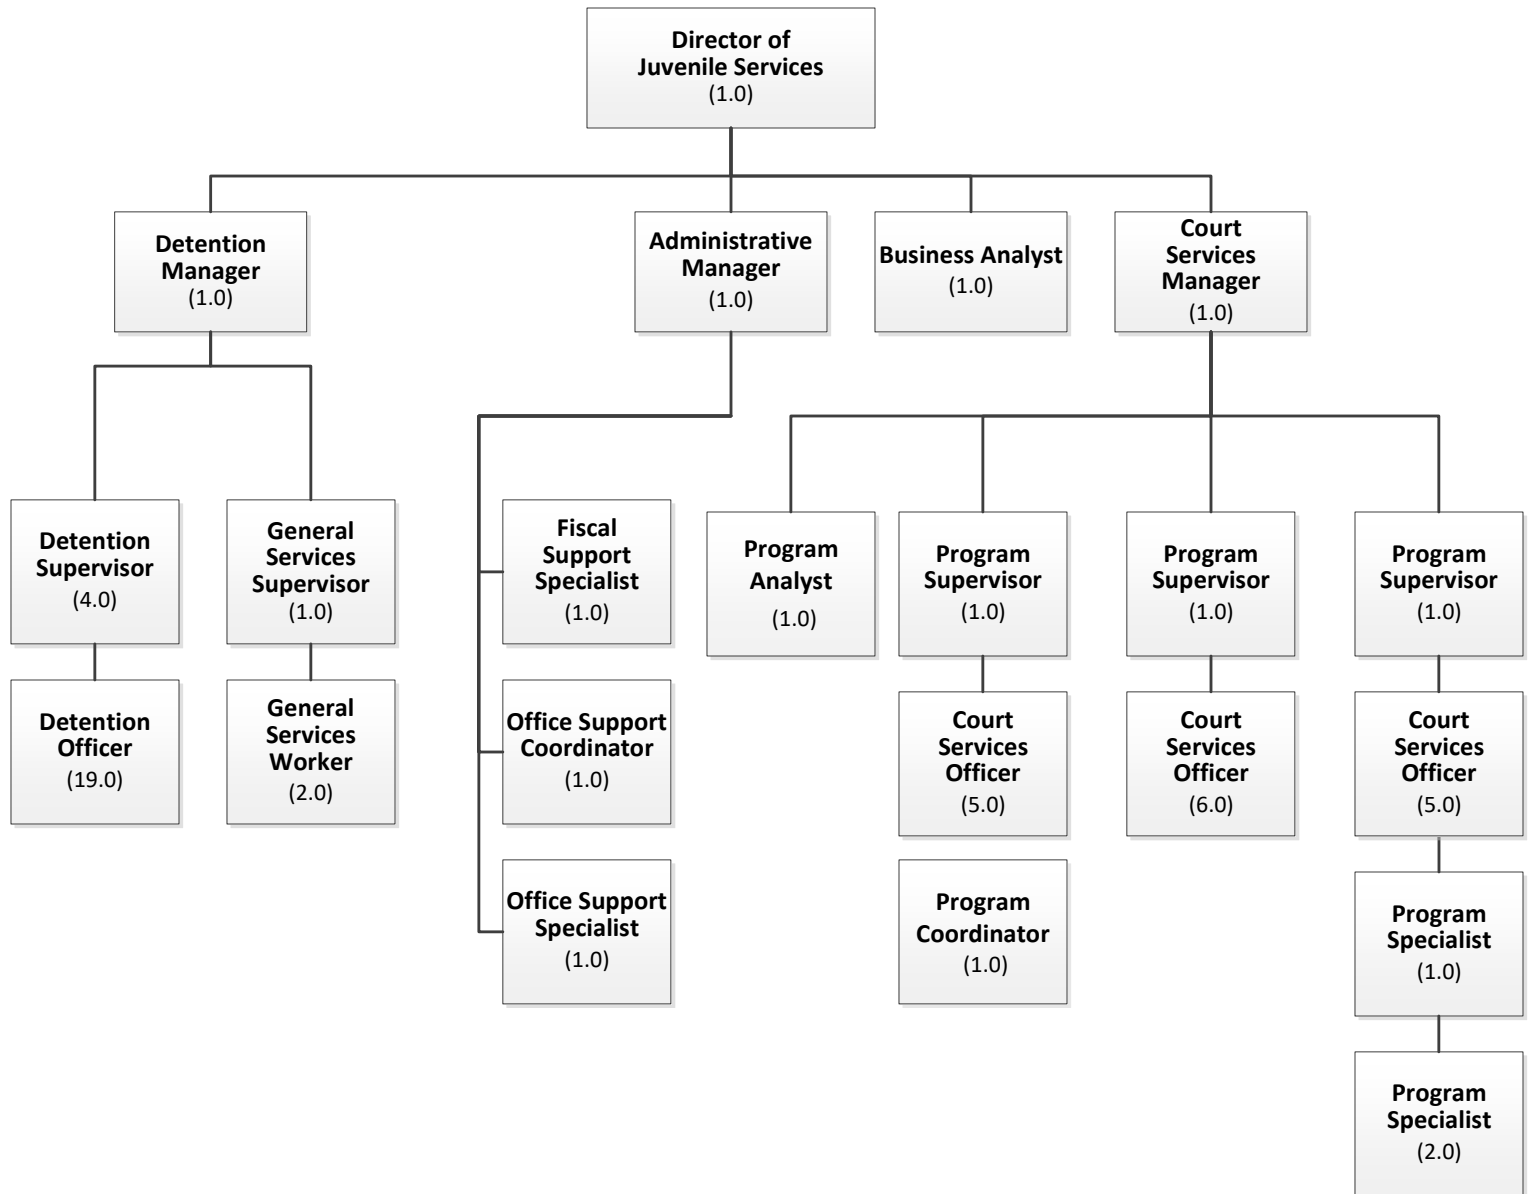 Director of
Juvenile Services
(1.0)
Detention
Manager
(1.0)
Administrative
Manager
(1.0)
Business Analyst
(1.0)
Court
Services
Manager
(1.0)
Detention
Supervisor
(4.0)
General
Services
Supervisor
(1.0)
Fiscal
Support
Specialist
(1.0)
Program
Analyst
(1.0)
Program
Supervisor
(1.0)
Program
Supervisor
(1.0)
Program
Supervisor
(1.0)
Detention
Officer
(19.0)
General
Services
Worker
(2.0)
Office Support
Coordinator
(1.0)
Court
Services
Officer
(5.0)
Court
Services
Officer
(6.0)
Court
Services
Officer
(5.0)
Office Support
Specialist
(1.0)
Program
Coordinator
(1.0)
Program
Specialist
(1.0)
Program
Specialist
(2.0)